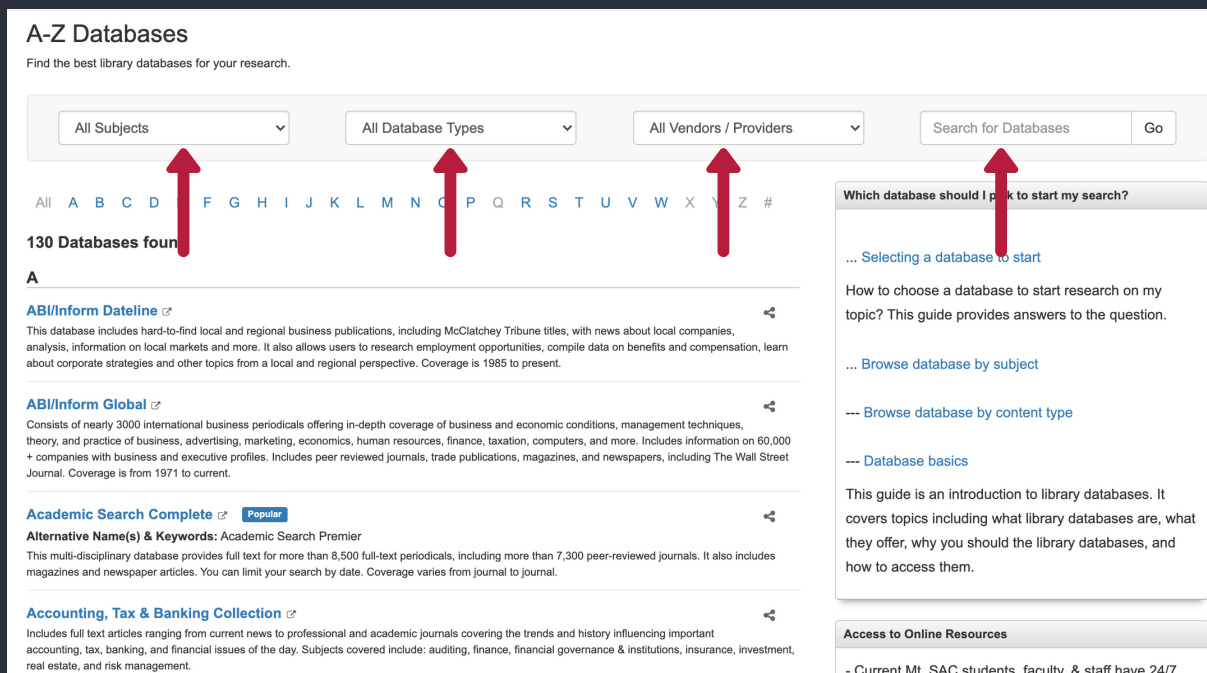 A-Z Databases
Find the best library databases for your research.
All Subjects
All Database Types
All Vendors / Providers
Search for Databases
Go
All A B C D F G H I J K L M N O P Q R S T U V W X Y Z #
130 Databases foun
A
ABI/Inform Dateline
This database includes hard-to-find local and regional business publications, including McClatchey Tribune titles, with news about local companies,
analysis, information on local markets and more. It also allows users to research employment opportunities, compile data on benefits and compensation, learn
about corporate strategies and other topics from a local and regional perspective. Coverage is 1985 to present.
ABI/Inform Global
Consists of nearly 3000 international business periodicals offering in-depth coverage of business and economic conditions, management techniques,
theory, and practice of business, advertising, marketing, economics, human resources, finance, taxation, computers, and more. Includes information on 60,000
+ companies with business and executive profiles. Includes peer reviewed journals, trade publications, magazines, and newspapers, including The Wall Street
Journal. Coverage is from 1971 to current.
Academic Search Complete Popular
Alternative Name(s) & Keywords: Academic Search Premier
This multi-disciplinary database provides full text for more than 8,500 full-text periodicals, including more than 7,300 peer-reviewed journals. It also includes
magazines and newspaper articles. You can limit your search by date. Coverage varies from journal to journal.
Accounting, Tax & Banking Collection
Includes full text articles ranging from current news to professional and academic journals covering the trends and history influencing important
accounting, tax, banking, and financial issues of the day. Subjects covered include: auditing, finance, financial governance & institutions, insurance, investment,
real estate, and risk management.
Which database should I pick to start my search?
... Selecting a database to start
How to choose a database to start research on my
topic? This guide provides answers to the question.
... Browse database by subject
--- Browse database by content type
--- Database basics
This guide is an introduction to library databases. It
covers topics including what library databases are, what
they offer, why you should the library databases, and
how to access them.
Access to Online Resources
- Current Mt. SAC students, faculty, & staff have 24/7